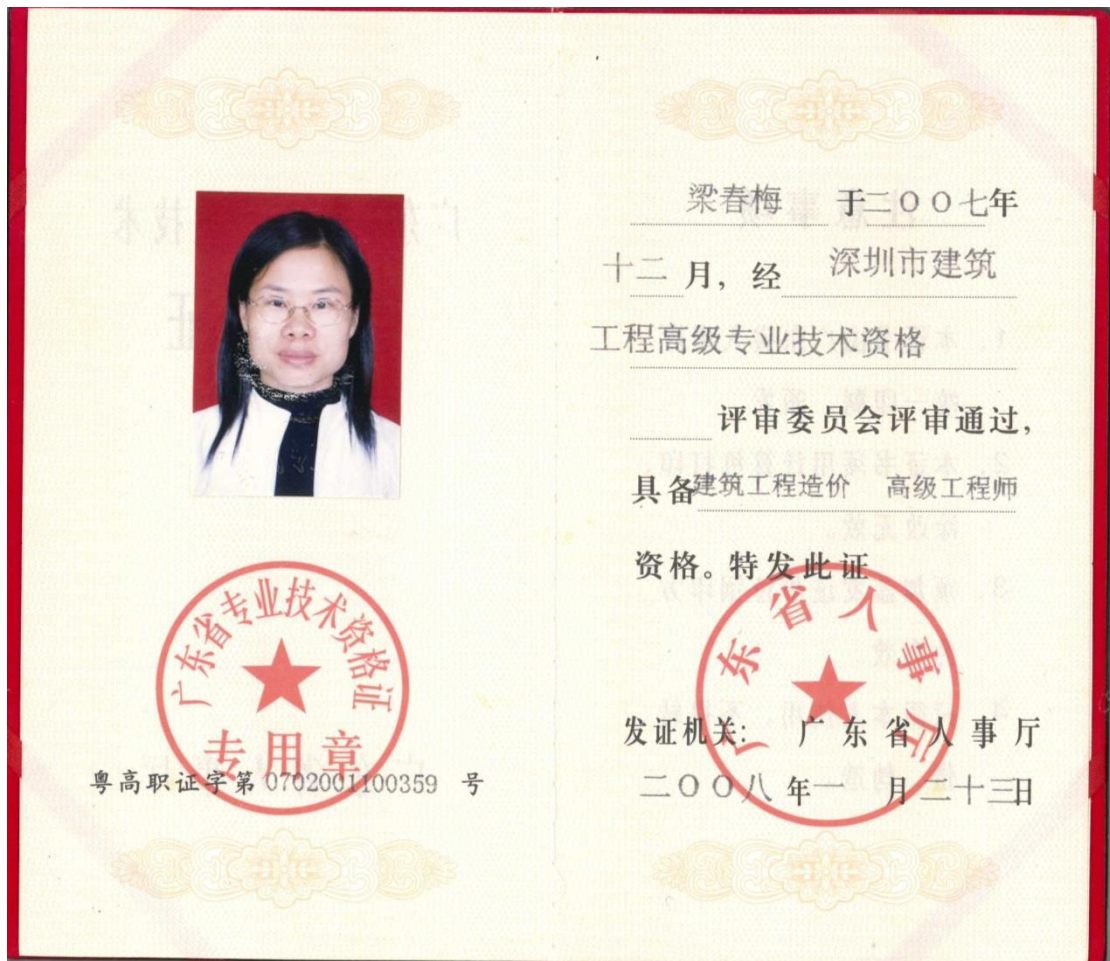 广东省专业技术资格证
专用章
粤高职证字第 0702001100359 号
梁春梅 于二〇〇七年
十二月，经 深圳市建筑
工程高级专业技术资格
评审委员会评审通过，
具备建筑工程造价 高级工程师
资格。特发此证
广东省人事厅
发证机关：广东省人事厅
二〇〇八年一月二十三日